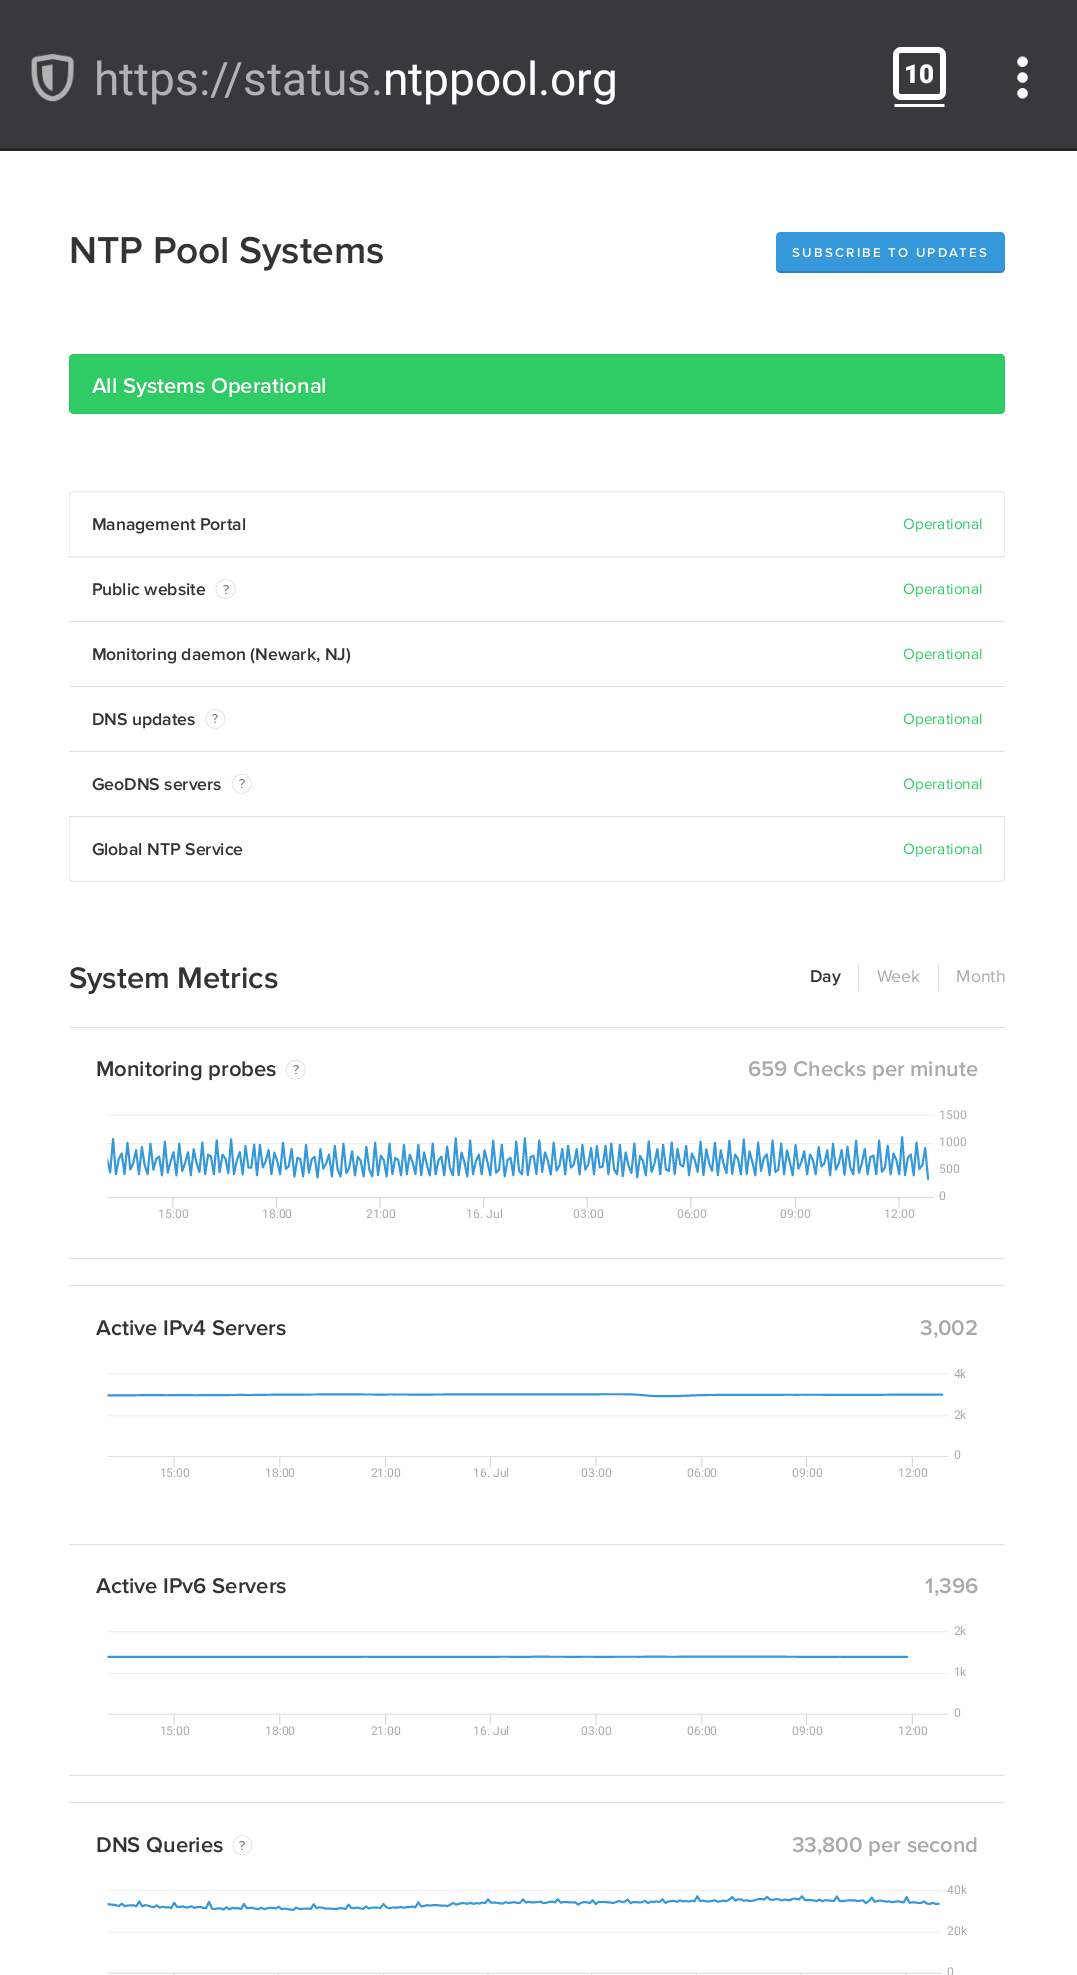 https://status.ntppool.org
10
NTP Pool Systems
SUBSCRIBE TO UPDATES
All Systems Operational
Management Portal Operational
Public website ? Operational
Monitoring daemon (Newark, NJ) Operational
DNS updates ? Operational
GeoDNS servers ? Operational
Global NTP Service Operational
System Metrics
Day Week Month
Monitoring probes ? 659 Checks per minute
1500
1000
500
0
15:00 18:00 21:00 16. Jul 03:00 06:00 09:00 12:00
Active IPv4 Servers 3,002
4k
2k
0
15:00 18:00 21:00 16. Jul 03:00 06:00 09:00 12:00
Active IPv6 Servers 1,396
2k
1k
0
15:00 18:00 21:00 16. Jul 03:00 06:00 09:00 12:00
DNS Queries ? 33,800 per second
40k
20k
0